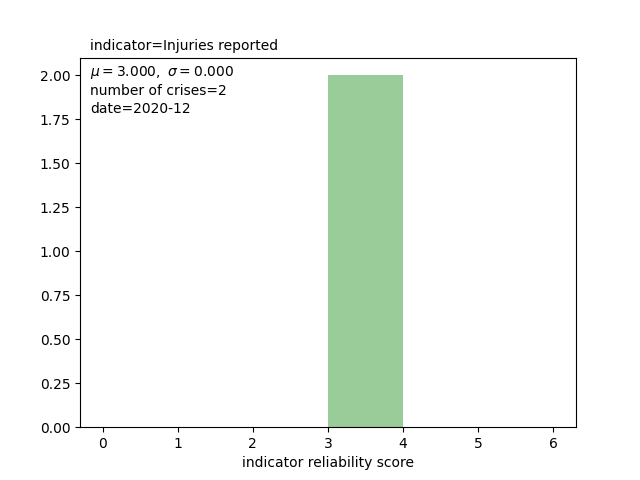 indicator=Injuries reported
μ = 3.000, σ = 0.000
number of crises=2
date=2020-12
2.00
1.75
1.50
1.25
1.00
0.75
0.50
0.25
0.00
0 1 2 3 4 5 6
indicator reliability score